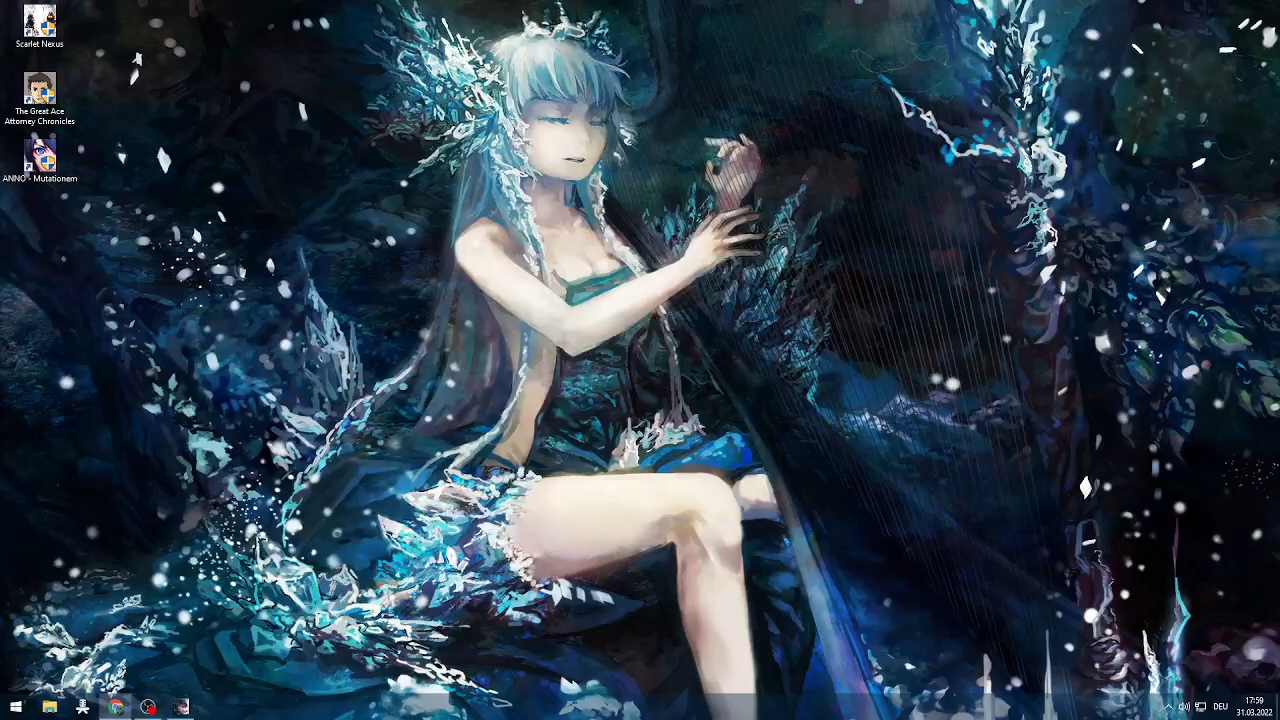 Scarlet Nexus
The Great Ace
Attorney Chronicles
ANNO - Mutationem
DEU
17:59
31.03.2022